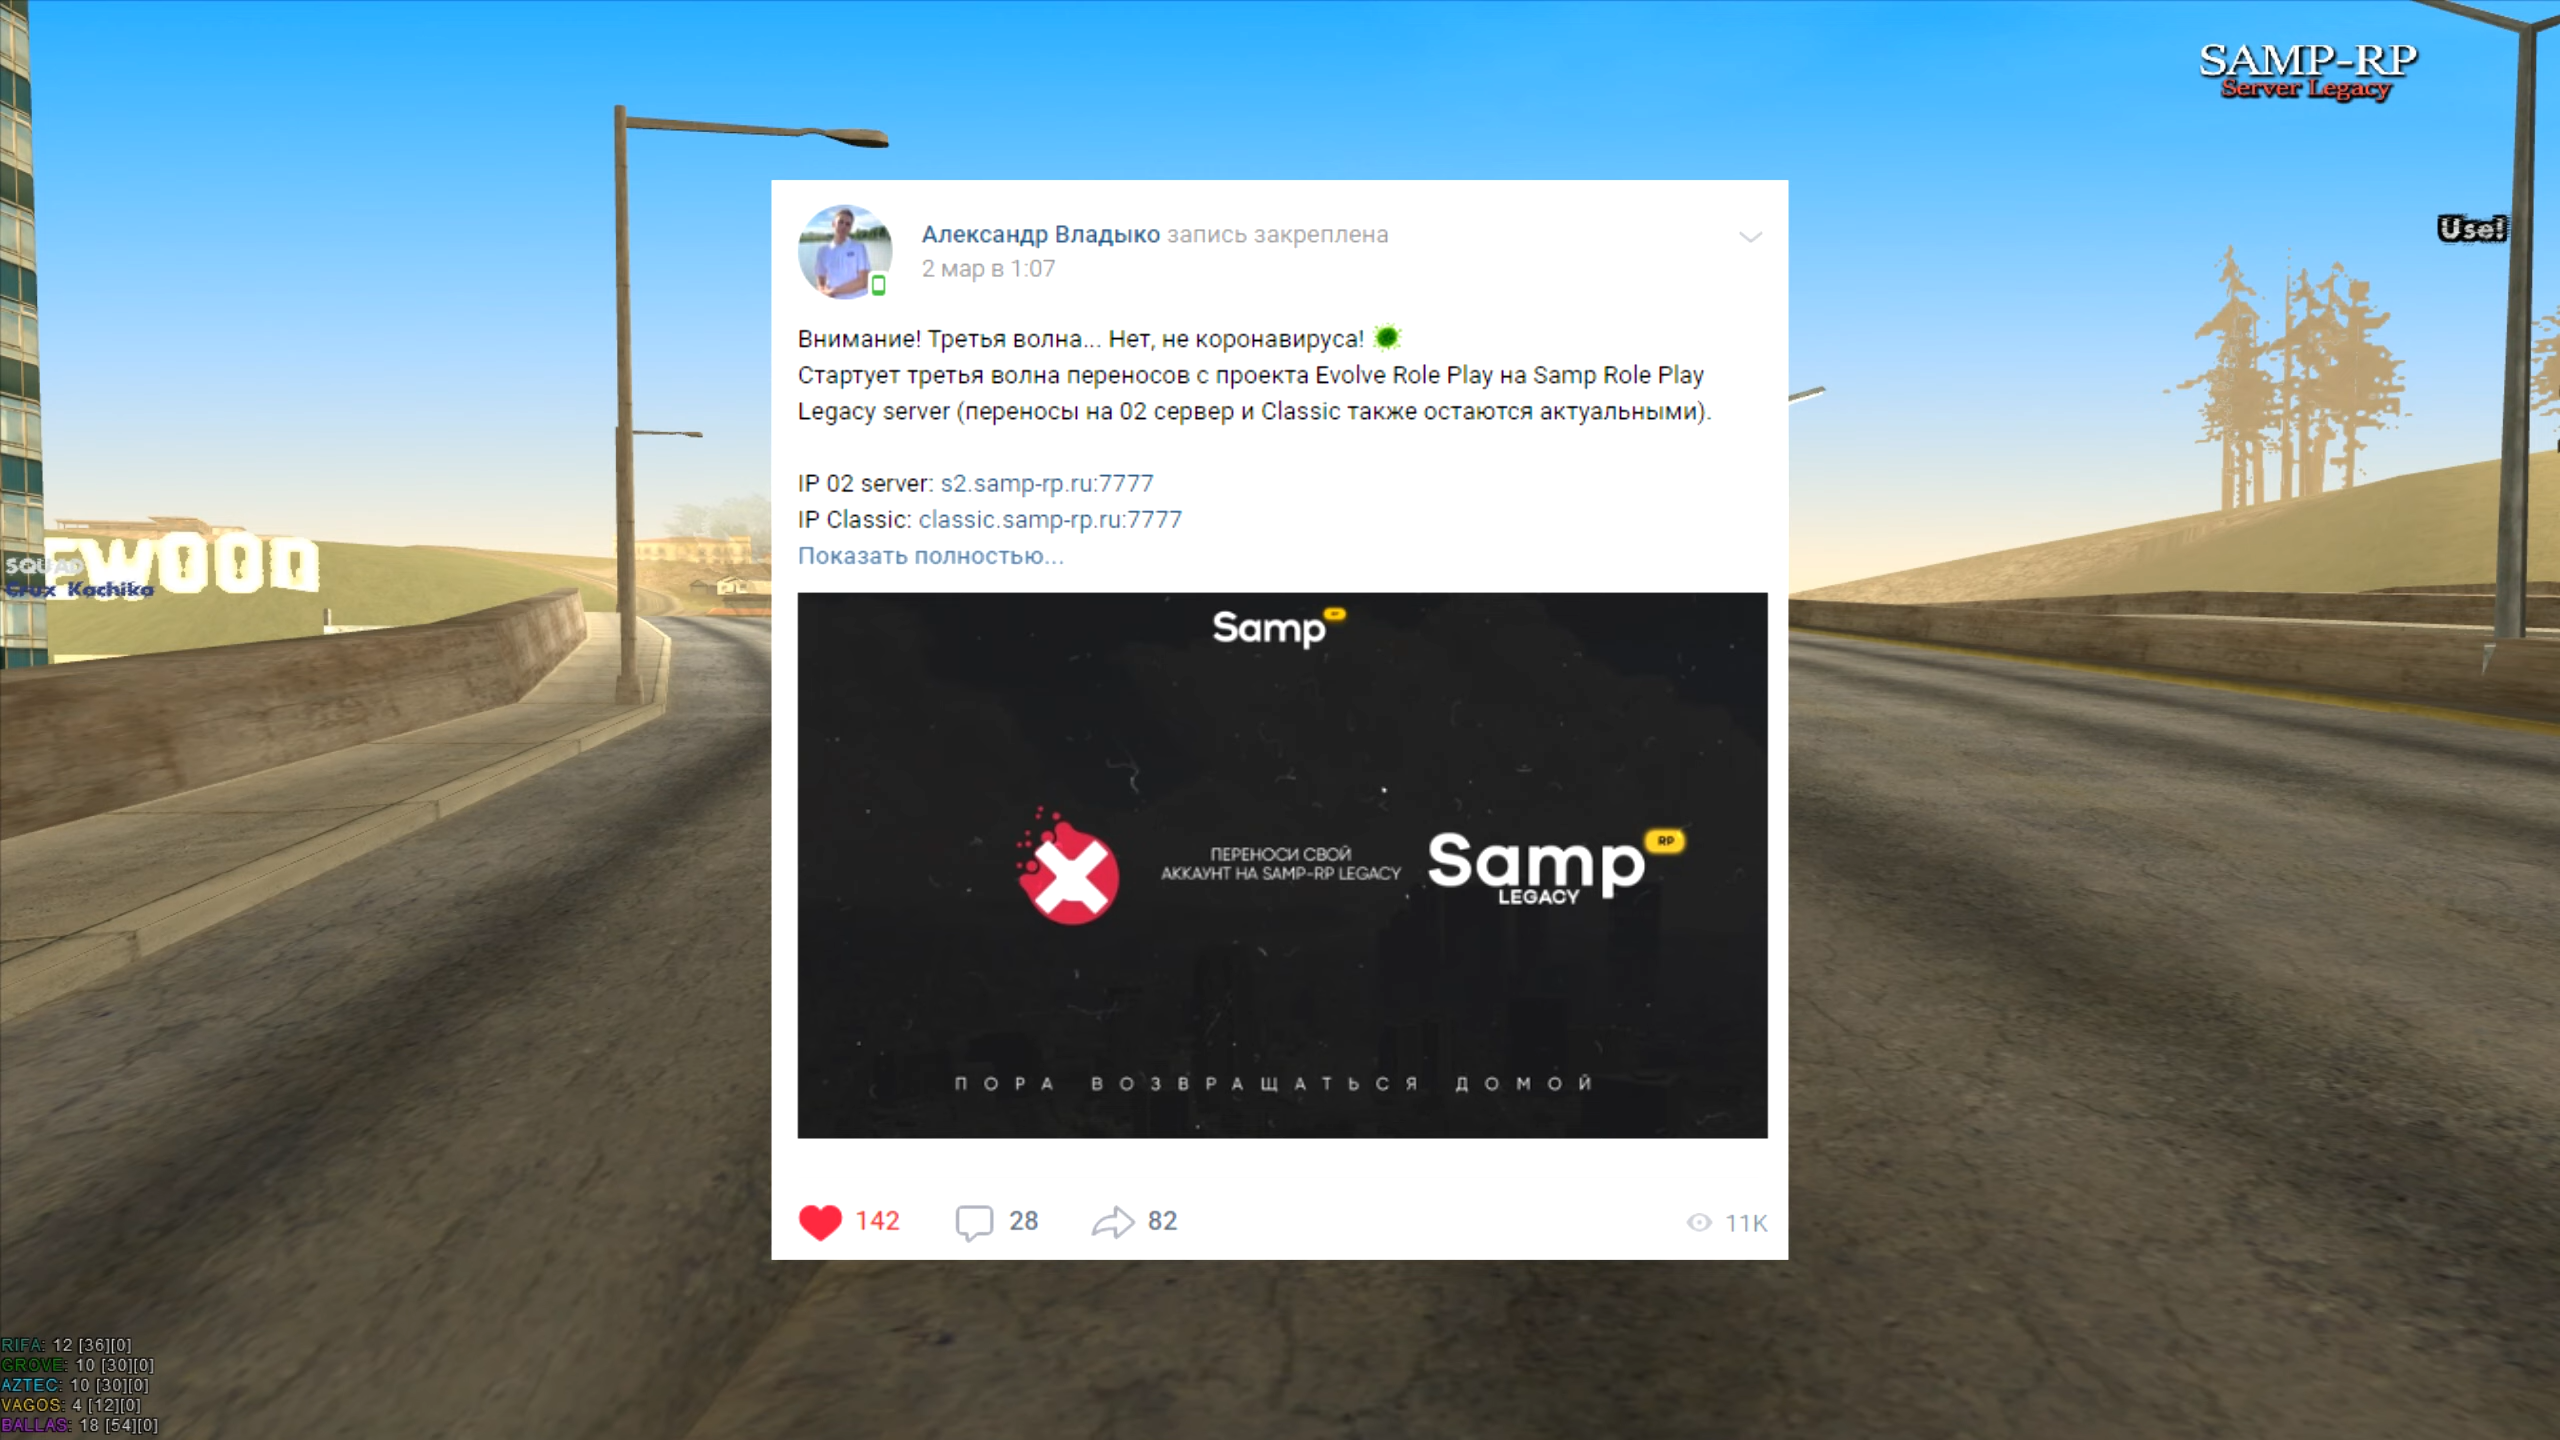 SAMP-RP
Server Legacy
Use!
Александр Владыко запись закреплена
2 мар в 1:07
Внимание! Третья волна... Нет, не коронавируса!
Стартует третья волна переносов с проекта Evolve Role Play на Samp Role Play
Legacy server (переносы на 02 сервер и Classic также остаются актуальными).
IP 02 server: s2.samp-rp.ru:7777
IP Classic: classic.samp-rp.ru:7777
Показать полностью...
EWOOD
SQUAD
Crux Kachiko
Samp
ПЕРЕНОСИ СВОЙ
АККАУНТ НА SAMP-RP LEGACY
Samp RP
LEGACY
ПОРА ВОЗВРАЩАТЬСЯ ДОМОЙ
142 28 82 11K
RIFA: 12 [36][0]
GROVE: 10 [30][0]
AZTEC: 10 [30][0]
VAGOS: 4 [12][0]
BALLAS: 18 [54][0]